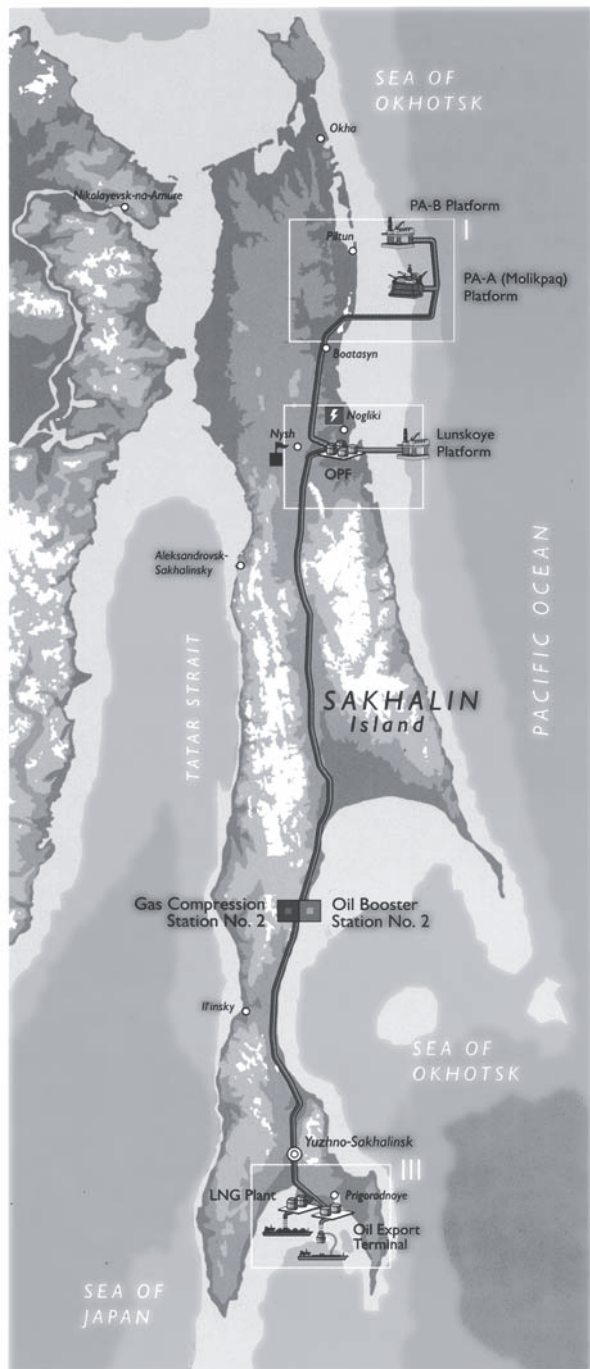 SEA OF
OKHOTSK
Okha
Nikolayevsk-na-Amure
PA-B Platform
I
Piltun
PA-A (Molikpaq)
Platform
Boatasyn
Nogliki
Nysh
Lunskoye
Platform
OPF
Aleksandrovsk-
Sakhalinsky
PACIFIC OCEAN
TATAR STRAIT
SAKHALIN
Island
Gas Compression
Station No. 2
Oil Booster
Station No. 2
Il'insky
SEA OF
OKHOTSK
Yuzhno-Sakhalinsk
III
LNG Plant
Prigorodnoye
Oil Export
Terminal
SEA OF
JAPAN